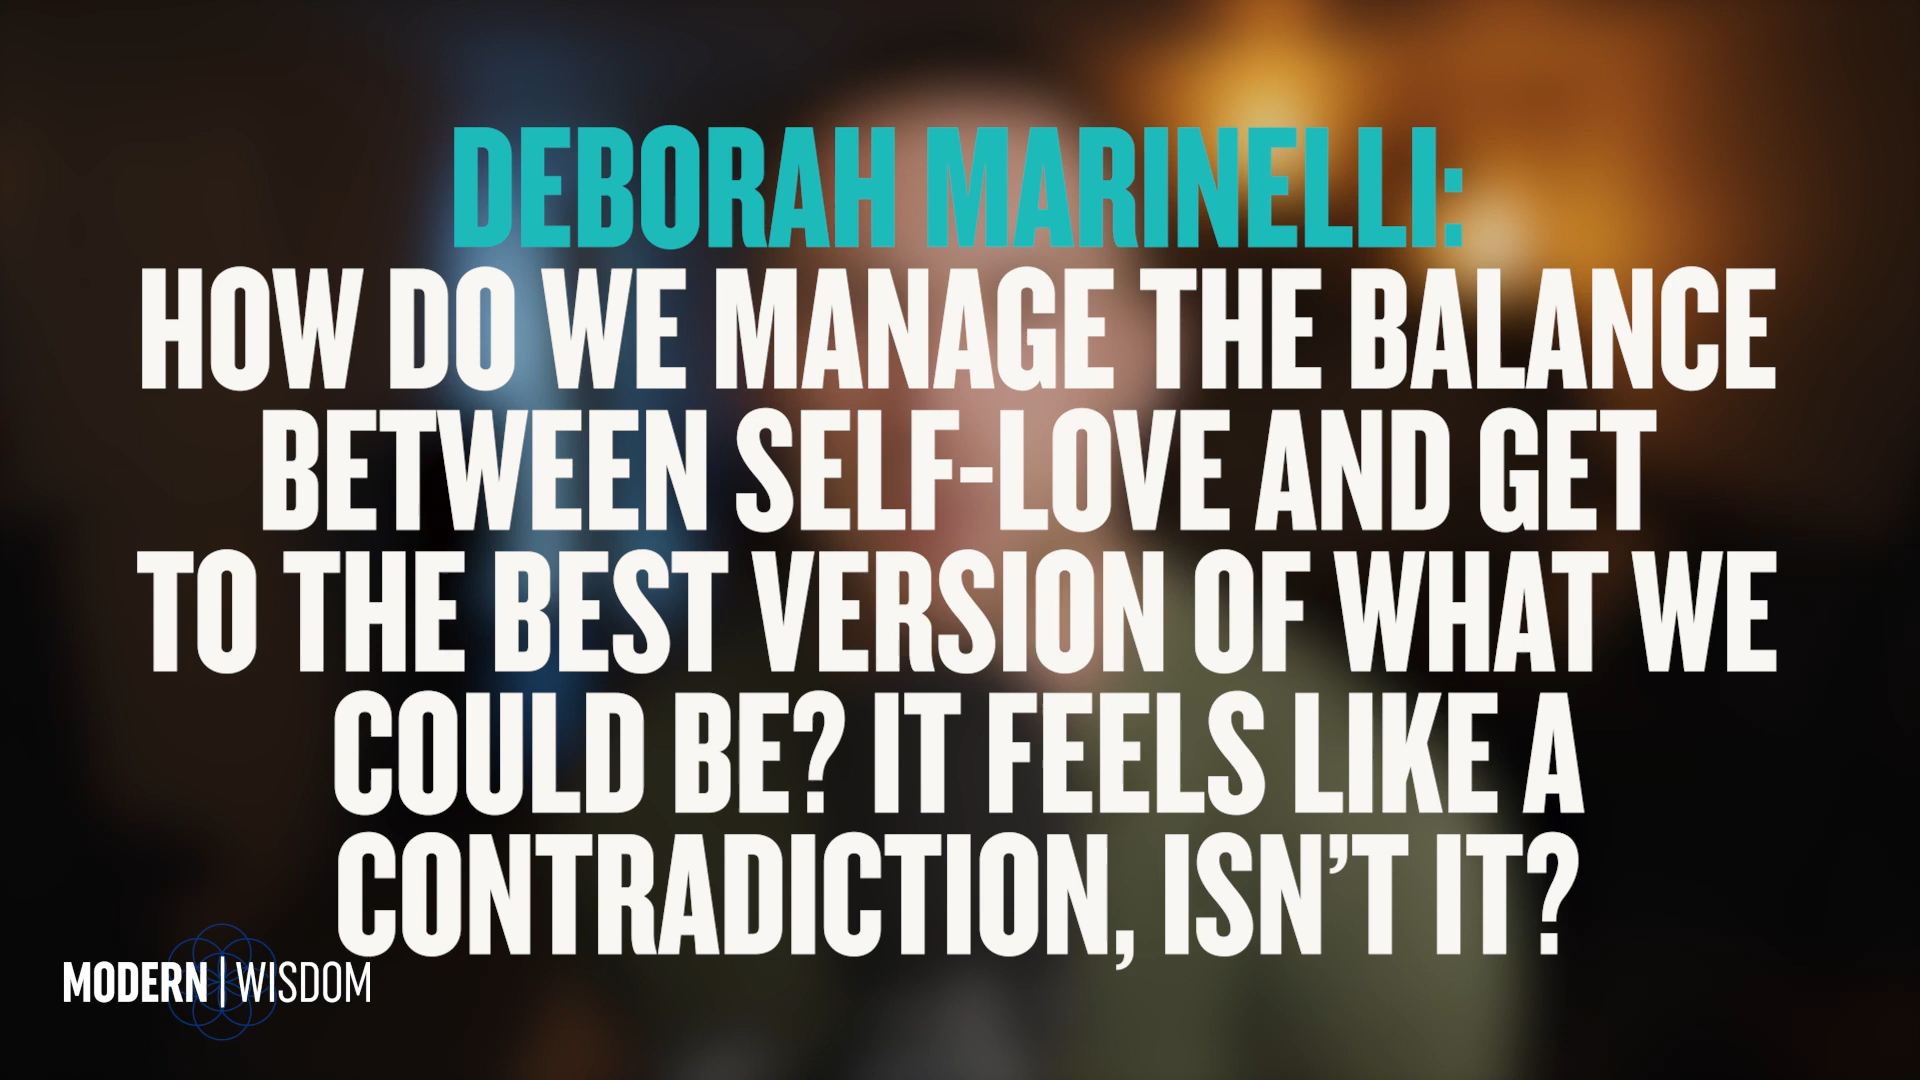 DEBORAH MARINELLI:
HOW DO WE MANAGE THE BALANCE
BETWEEN SELF-LOVE AND GET
TO THE BEST VERSION OF WHAT WE
COULD BE? IT FEELS LIKE A
CONTRADICTION, ISN'T IT?
MODERN|WISDOM